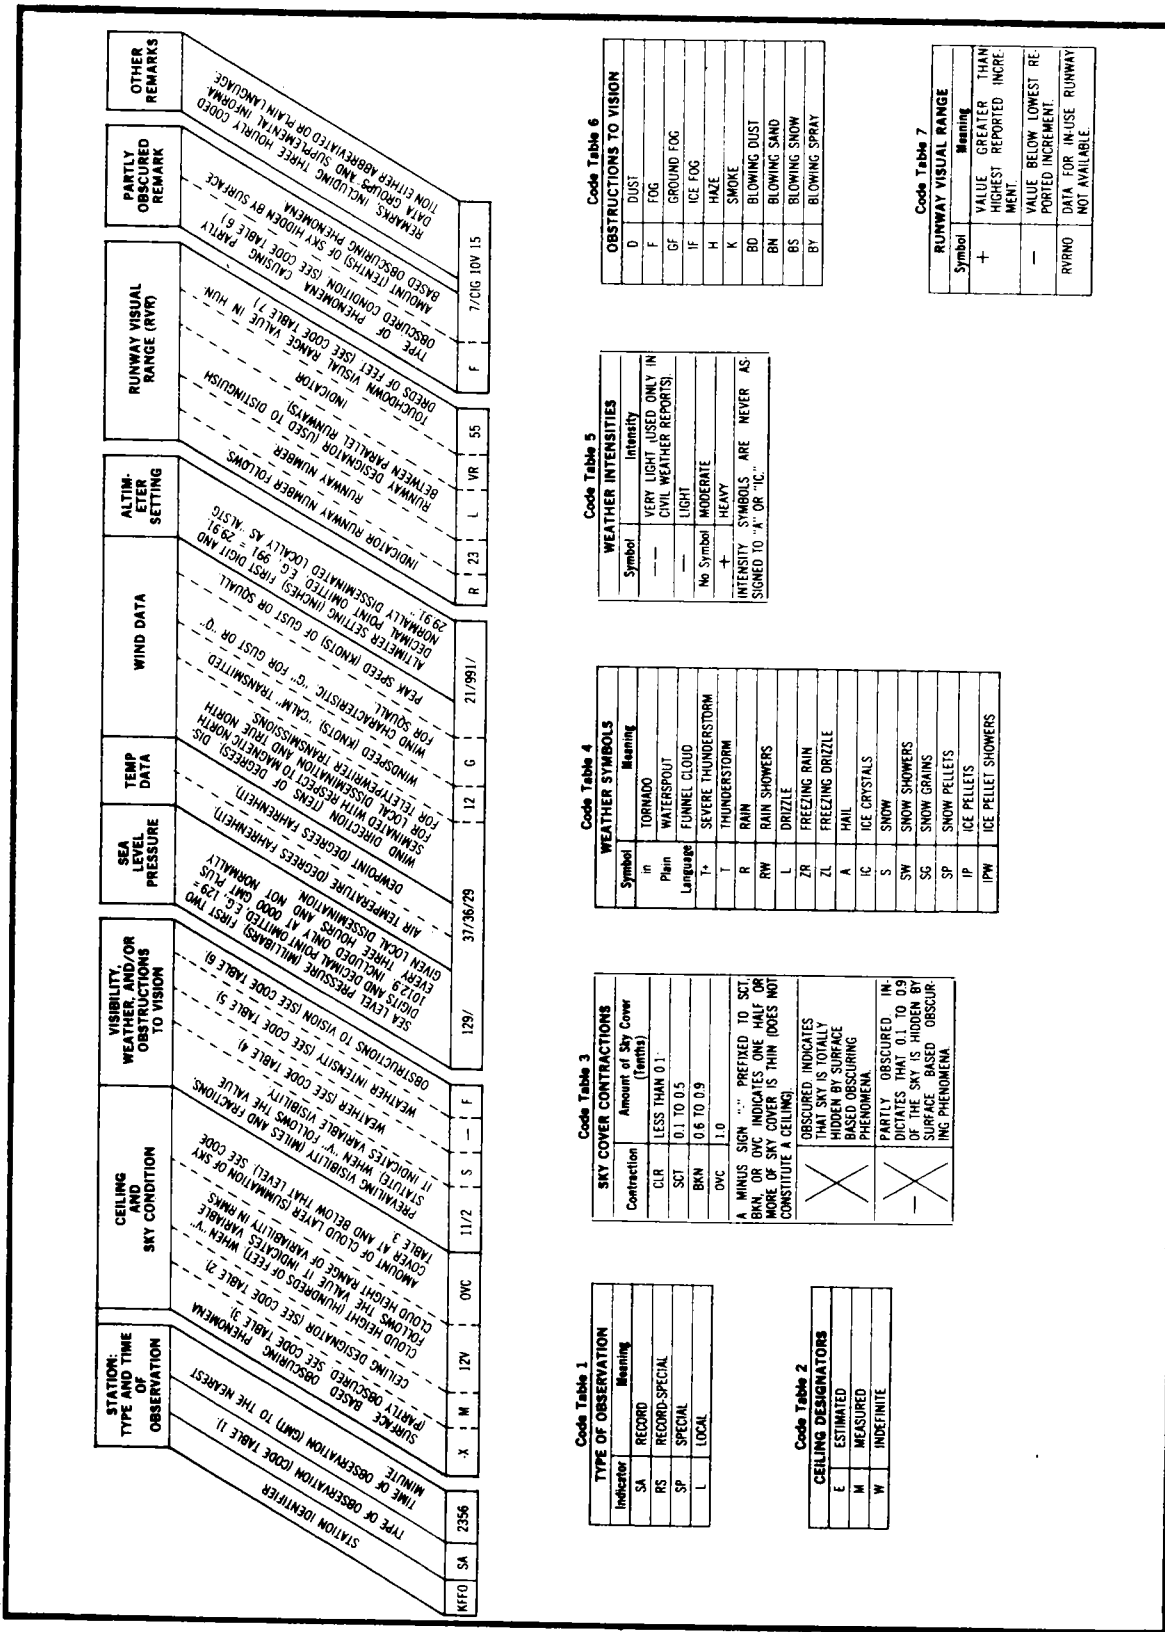 STATION:
TYPE AND TIME
OF
OBSERVATION
CEILING
AND
SKY CONDITION
VISIBILITY,
WEATHER, AND/OR
OBSTRUCTIONS
TO VISION
SEA
LEVEL
PRESSURE
TEMP
DATA
WIND DATA
ALTIM-
ETER
SETTING
RUNWAY VISUAL
RANGE (RVR)
PARTLY
OBSCURED
REMARK
OTHER
REMARKS
STATION IDENTIFIER
TYPE OF OBSERVATION (CODE TABLE 1).
TIME OF OBSERVATION (GMT) TO THE NEAREST
MINUTE.
SURFACE BASED OBSCURING PHENOMENA
(PARTLY OBSCURED SEE CODE TABLE 3).
CEILING DESIGNATOR (SEE CODE TABLE 2).
CLOUD HEIGHT (HUNDREDS OF FEET) WHEN "V"
FOLLOWS THE VALUE IT INDICATES VARIABLE
CLOUD HEIGHT RANGE OF VARIABILITY IN RMKS
AMOUNT OF CLOUD LAYER (SUMMATION OF SKY
COVER AT AND BELOW THAT LEVEL). SEE CODE
TABLE 3.
PREVAILING VISIBILITY (MILES AND FRACTIONS,
STATUTE). WHEN "V" FOLLOWS THE VALUE
IT INDICATES VARIABLE VISIBILITY.
WEATHER (SEE CODE TABLE 4)
WEATHER INTENSITY (SEE CODE TABLE 5)
OBSTRUCTIONS TO VISION (SEE CODE TABLE 6).
SEA LEVEL PRESSURE (MILLIBARS) FIRST TWO
DIGITS AND DECIMAL POINT OMITTED, E.G., 129 =
1012.9 INCLUDED ONLY AT 0000 GMT PLUS
EVERY THREE HOURS AND NOT NORMALLY
GIVEN LOCAL DISSEMINATION.
AIR TEMPERATURE (DEGREES FAHRENHEIT)
DEWPOINT (DEGREES FAHRENHEIT).
WIND DIRECTION (TENS OF DEGREES). DIS-
SEMINATED WITH RESPECT TO MAGNETIC NORTH
FOR LOCAL DISSEMINATION AND TRUE NORTH
FOR TELETYPEWRITER TRANSMISSIONS.
WINDSPEED (KNOTS). "CALM" TRANSMITTED
WIND CHARACTERISTIC. "G" FOR GUST OR "Q"
FOR SQUALL.
PEAK SPEED (KNOTS) OF GUST OR SQUALL
ALTIMETER SETTING (INCHES) FIRST DIGIT AND
DECIMAL POINT OMITTED, E.G. 991 = 29.91.
NORMALLY DISSEMINATED LOCALLY AS "ALSTG
29.91."
INDICATOR RUNWAY NUMBER FOLLOWS
RUNWAY NUMBER.
RUNWAY DESIGNATOR (USED TO DISTINGUISH
BETWEEN PARALLEL RUNWAYS).
INDICATOR
TOUCHDOWN VISUAL RANGE VALUE IN HUN-
DREDS OF FEET. (SEE CODE TABLE 7)
TYPE OF PHENOMENA CAUSING PARTLY
OBSCURED CONDITION (SEE CODE TABLE 6)
AMOUNT (TENTHS) OF SKY HIDDEN BY SURFACE
BASED OBSCURING PHENOMENA
REMARKS, INCLUDING THREE HOURLY CODED
DATA GROUPS AND SUPPLEMENTAL INFORMA-
TION EITHER ABBREVIATED OR PLAIN LANGUAGE.
KFFO SA 2356 -X M 12V OVC 11/2 S — F 129/ 37/36/29 12 G 21/991/ R 23 L VR 55 F 7/CIG 10V 15
Code Table 1
TYPE OF OBSERVATION
Indicator Meaning
SA RECORD
RS RECORD-SPECIAL
SP SPECIAL
L LOCAL
Code Table 2
CEILING DESIGNATORS
E ESTIMATED
M MEASURED
W INDEFINITE
Code Table 3
SKY COVER CONTRACTIONS
Contraction Amount of Sky Cover
(Tenths)
CLR LESS THAN 0.1
SCT 0.1 TO 0.5
BKN 0.6 TO 0.9
OVC 1.0
A MINUS SIGN "-" PREFIXED TO SCT,
BKN, OR OVC INDICATES ONE HALF OR
MORE OF SKY COVER IS THIN (DOES NOT
CONSTITUTE A CEILING).
X OBSCURED. INDICATES
THAT SKY IS TOTALLY
HIDDEN BY SURFACE
BASED OBSCURING
PHENOMENA.
—X PARTLY OBSCURED. IN-
DICATES THAT 0.1 TO 0.9
OF THE SKY IS HIDDEN BY
SURFACE BASED OBSCUR-
ING PHENOMENA.
Code Table 4
WEATHER SYMBOLS
Symbol Meaning
in TORNADO
Plain WATERSPOUT
Language FUNNEL CLOUD
T+ SEVERE THUNDERSTORM
T THUNDERSTORM
R RAIN
RW RAIN SHOWERS
L DRIZZLE
ZR FREEZING RAIN
ZL FREEZING DRIZZLE
A HAIL
IC ICE CRYSTALS
S SNOW
SW SNOW SHOWERS
SG SNOW GRAINS
SP SNOW PELLETS
IP ICE PELLETS
IPW ICE PELLET SHOWERS
Code Table 5
WEATHER INTENSITIES
Symbol Intensity
— — VERY LIGHT (USED ONLY IN
CIVIL WEATHER REPORTS).
— LIGHT
No Symbol MODERATE
+ HEAVY
INTENSITY SYMBOLS ARE NEVER AS-
SIGNED TO "A" OR "IC."
Code Table 6
OBSTRUCTIONS TO VISION
D DUST
F FOG
GF GROUND FOG
IF ICE FOG
H HAZE
K SMOKE
BD BLOWING DUST
BN BLOWING SAND
BS BLOWING SNOW
BY BLOWING SPRAY
Code Table 7
RUNWAY VISUAL RANGE
Symbol Meaning
+ VALUE GREATER THAN
HIGHEST REPORTED INCRE-
MENT.
— VALUE BELOW LOWEST RE-
PORTED INCREMENT.
RVRNO DATA FOR IN-USE RUNWAY
NOT AVAILABLE.